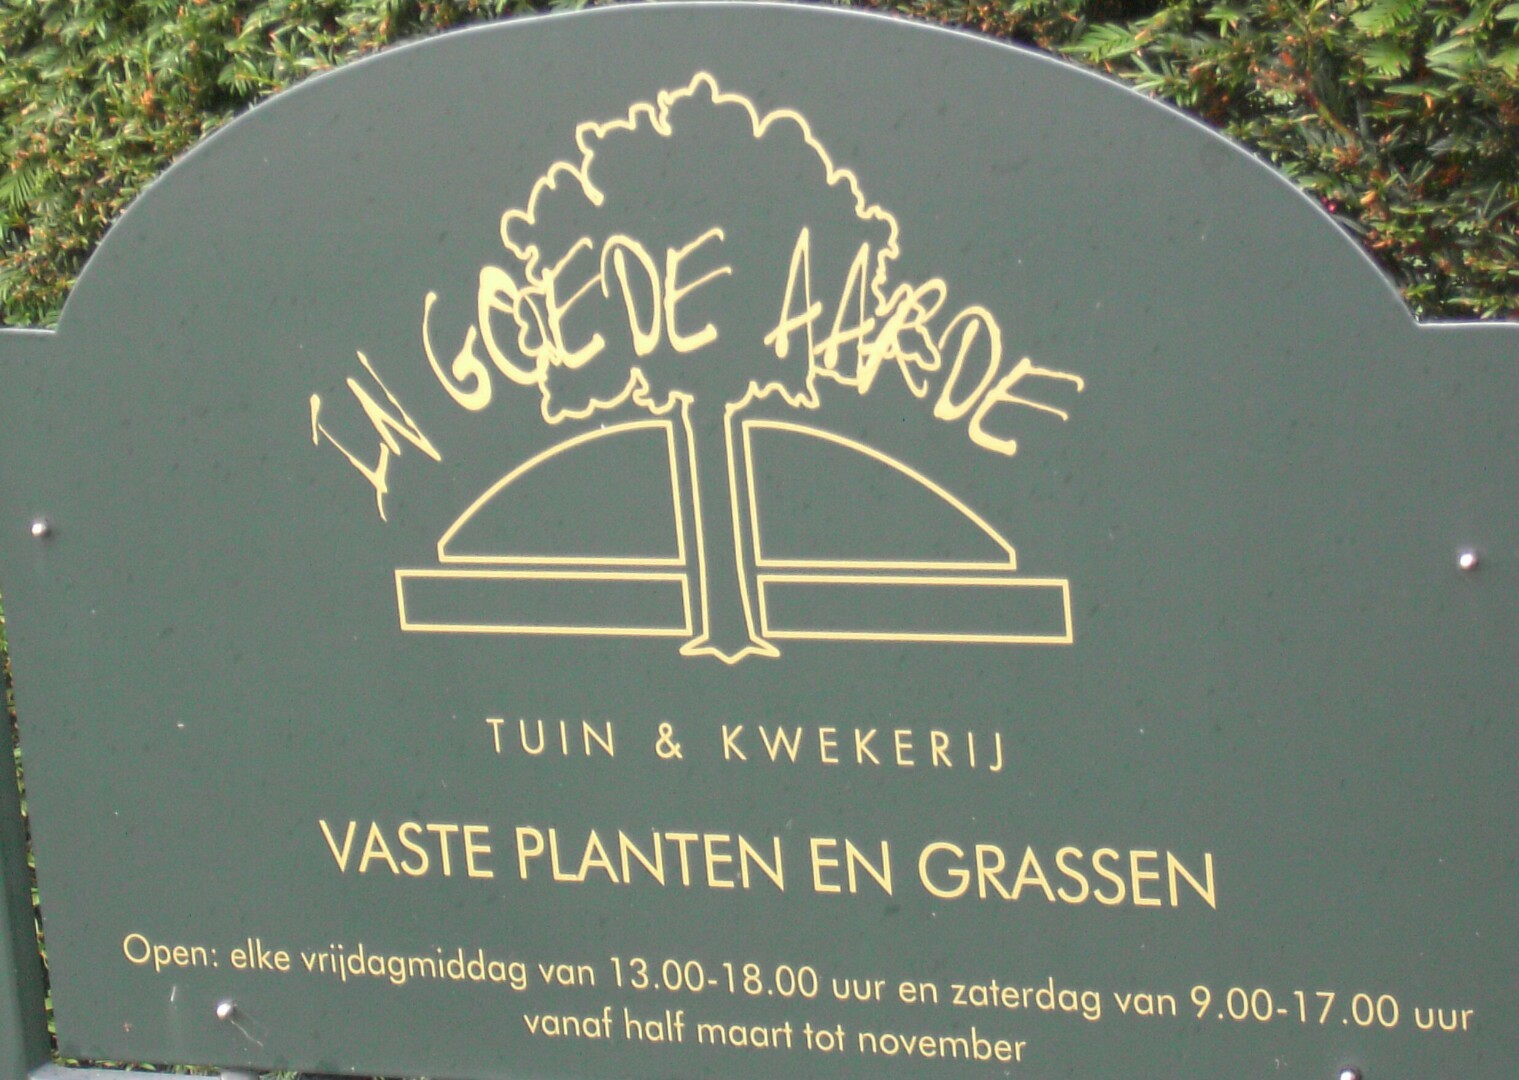 IN GOEDE AARDE
TUIN & KWEKERIJ
VASTE PLANTEN EN GRASSEN
Open: elke vrijdagmiddag van 13.00-18.00 uur en zaterdag van 9.00-17.00 uur
vanaf half maart tot november